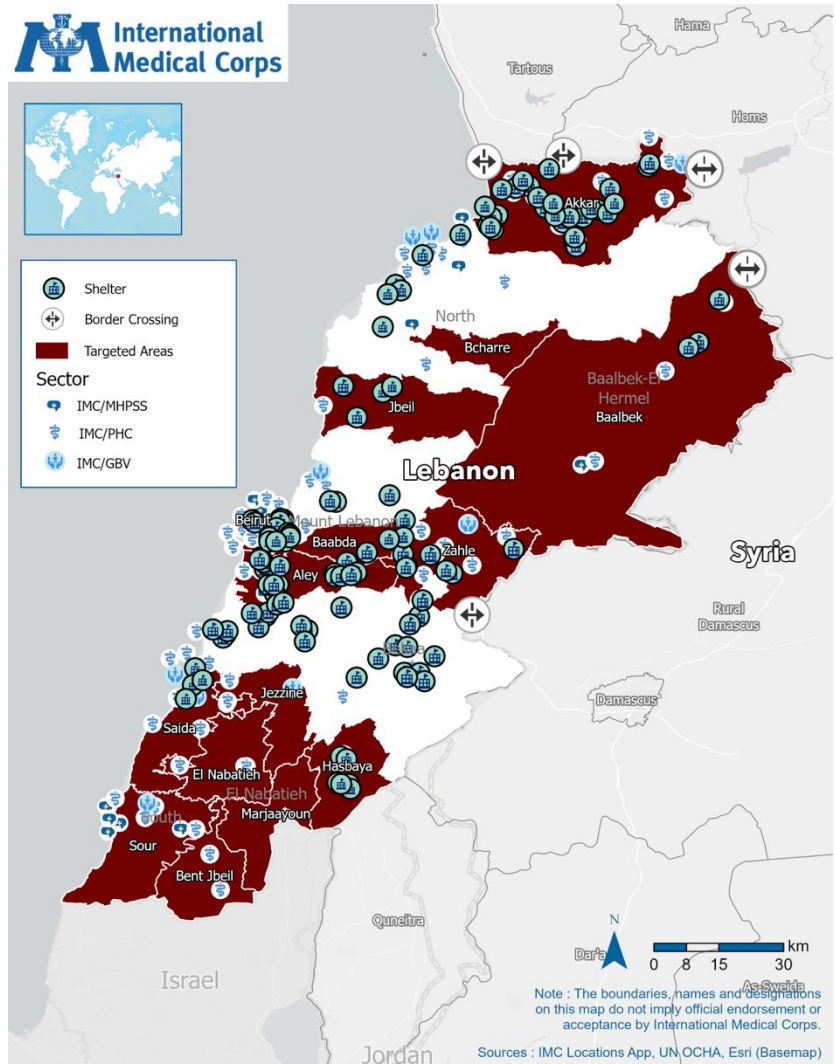 International
Medical Corps
Hama
Tartous
Homs
Shelter
Border Crossing
Targeted Areas
Sector
IMC/MHPSS
IMC/PHC
IMC/GBV
Akkar
North
Bcharre
Baalbek-El
Hermel
Baalbek
Jbeil
Lebanon
Beirut
Mount Lebanon
Baabda
Zahle
Aley
Syria
Rural
Damascus
Damascus
Jezzine
Saida
El Nabatieh
Hasbaya
El Nabatieh
Marjaayoun
South
Sour
Bent Jbeil
Quneitra
Israel
Dar'a
As-Sweida
Jordan
N
km
0 8 15 30
Note : The boundaries, names and designations
on this map do not imply official endorsement or
acceptance by International Medical Corps.
Sources : IMC Locations App, UN OCHA, Esri (Basemap)